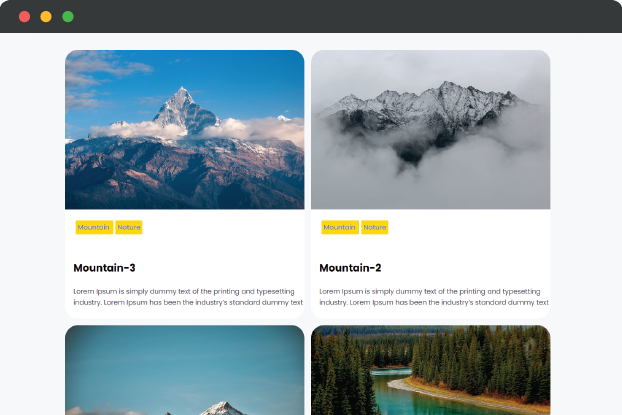 Mountain Nature
Mountain Nature
Mountain-3
Mountain-2
Lorem Ipsum is simply dummy text of the printing and typesetting
industry. Lorem Ipsum has been the industry's standard dummy text
Lorem Ipsum is simply dummy text of the printing and typesetting
industry. Lorem Ipsum has been the industry's standard dummy text